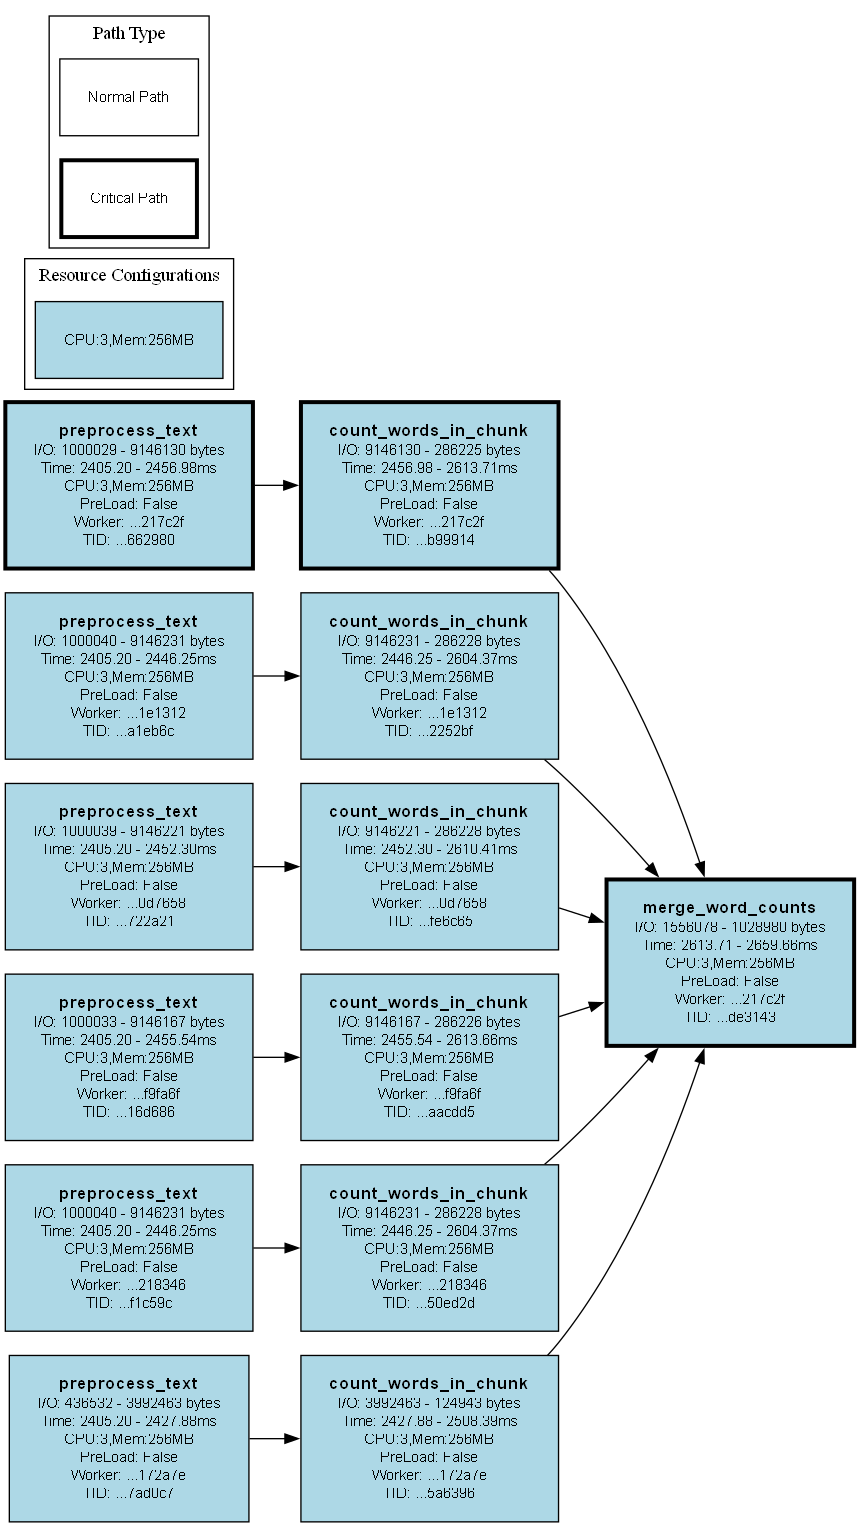 Path Type
Normal Path
Critical Path
Resource Configurations
CPU:3,Mem:256MB
preprocess_text
I/O: 1000029 - 9146130 bytes
Time: 2405.20 - 2456.98ms
CPU:3,Mem:256MB
PreLoad: False
Worker: ...217c2f
TID: ...662980
count_words_in_chunk
I/O: 9146130 - 286225 bytes
Time: 2456.98 - 2613.71ms
CPU:3,Mem:256MB
PreLoad: False
Worker: ...217c2f
TID: ...b99914
preprocess_text
I/O: 1000040 - 9146231 bytes
Time: 2405.20 - 2446.25ms
CPU:3,Mem:256MB
PreLoad: False
Worker: ...1e1312
TID: ...a1eb6c
count_words_in_chunk
I/O: 9146231 - 286228 bytes
Time: 2446.25 - 2604.37ms
CPU:3,Mem:256MB
PreLoad: False
Worker: ...1e1312
TID: ...2252bf
preprocess_text
I/O: 1000039 - 9146221 bytes
Time: 2405.20 - 2452.30ms
CPU:3,Mem:256MB
PreLoad: False
Worker: ...0d7658
TID: ...722a21
count_words_in_chunk
I/O: 9146221 - 286228 bytes
Time: 2452.30 - 2610.41ms
CPU:3,Mem:256MB
PreLoad: False
Worker: ...0d7658
TID: ...fe6c65
merge_word_counts
I/O: 1556078 - 1028980 bytes
Time: 2613.71 - 2659.66ms
CPU:3,Mem:256MB
PreLoad: False
Worker: ...217c2f
TID: ...de3143
preprocess_text
I/O: 1000033 - 9146167 bytes
Time: 2405.20 - 2455.54ms
CPU:3,Mem:256MB
PreLoad: False
Worker: ...f9fa6f
TID: ...16d686
count_words_in_chunk
I/O: 9146167 - 286226 bytes
Time: 2455.54 - 2613.66ms
CPU:3,Mem:256MB
PreLoad: False
Worker: ...f9fa6f
TID: ...aacdd5
preprocess_text
I/O: 1000040 - 9146231 bytes
Time: 2405.20 - 2446.25ms
CPU:3,Mem:256MB
PreLoad: False
Worker: ...218346
TID: ...f1c59c
count_words_in_chunk
I/O: 9146231 - 286228 bytes
Time: 2446.25 - 2604.37ms
CPU:3,Mem:256MB
PreLoad: False
Worker: ...218346
TID: ...50ed2d
preprocess_text
I/O: 436532 - 3992463 bytes
Time: 2405.20 - 2427.88ms
CPU:3,Mem:256MB
PreLoad: False
Worker: ...172a7e
TID: ...7ad0c7
count_words_in_chunk
I/O: 3992463 - 124943 bytes
Time: 2427.88 - 2508.39ms
CPU:3,Mem:256MB
PreLoad: False
Worker: ...172a7e
TID: ...5a6396